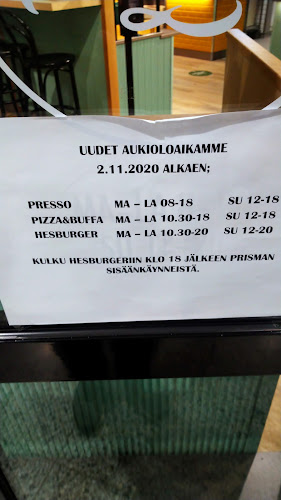 UUDET AUKIOLOAIKAMME
2.11.2020 ALKAEN;
PRESSO MA – LA 08-18 SU 12-18
PIZZA&BUFFA MA – LA 10.30-18 SU 12-18
HESBURGER MA – LA 10.30-20 SU 12-20
KULKU HESBURGERIIN KLO 18 JÄLKEEN PRISMAN
SISÄÄNKÄYNNEISTÄ.